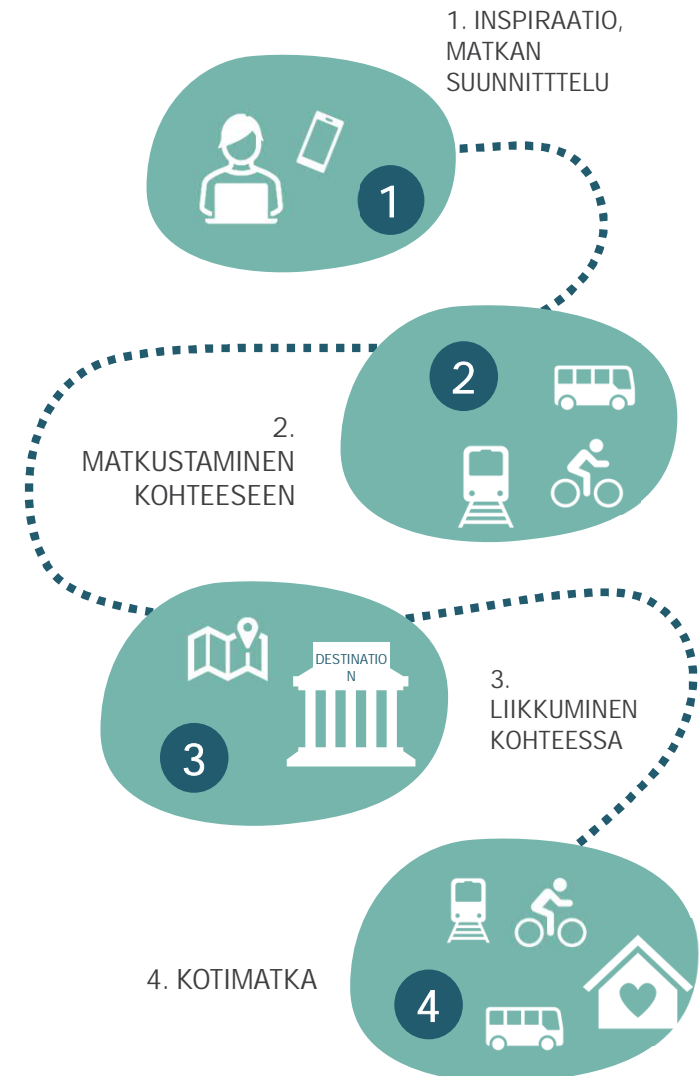 1. INSPIRAATIO,
MATKAN
SUUNNITTTELU
1
2
2.
MATKUSTAMINEN
KOHTEESEEN
DESTINATIO
N
3
3.
LIIKKUMINEN
KOHTEESSA
4. KOTIMATKA
4